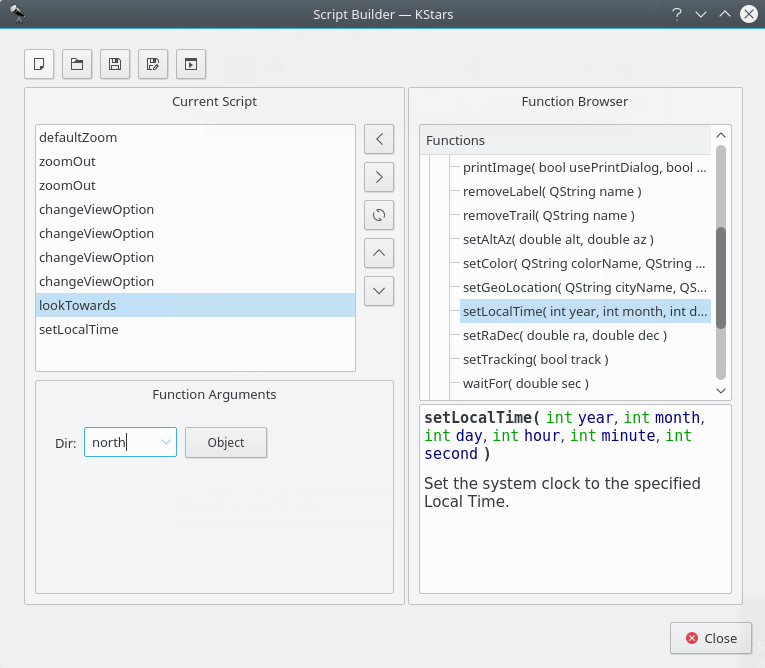 Script Builder — KStars
Current Script
defaultZoom
zoomOut
zoomOut
changeViewOption
changeViewOption
changeViewOption
changeViewOption
lookTowards
setLocalTime
Function Arguments
Dir: north Object
Function Browser
Functions
printImage( bool usePrintDialog, bool ...
removeLabel( QString name )
removeTrail( QString name )
setAltAz( double alt, double az )
setColor( QString colorName, QString ...
setGeoLocation( QString cityName, QS...
setLocalTime( int year, int month, int d...
setRaDec( double ra, double dec )
setTracking( bool track )
waitFor( double sec )
setLocalTime( int year, int month,
int day, int hour, int minute, int
second )
Set the system clock to the specified
Local Time.
Close